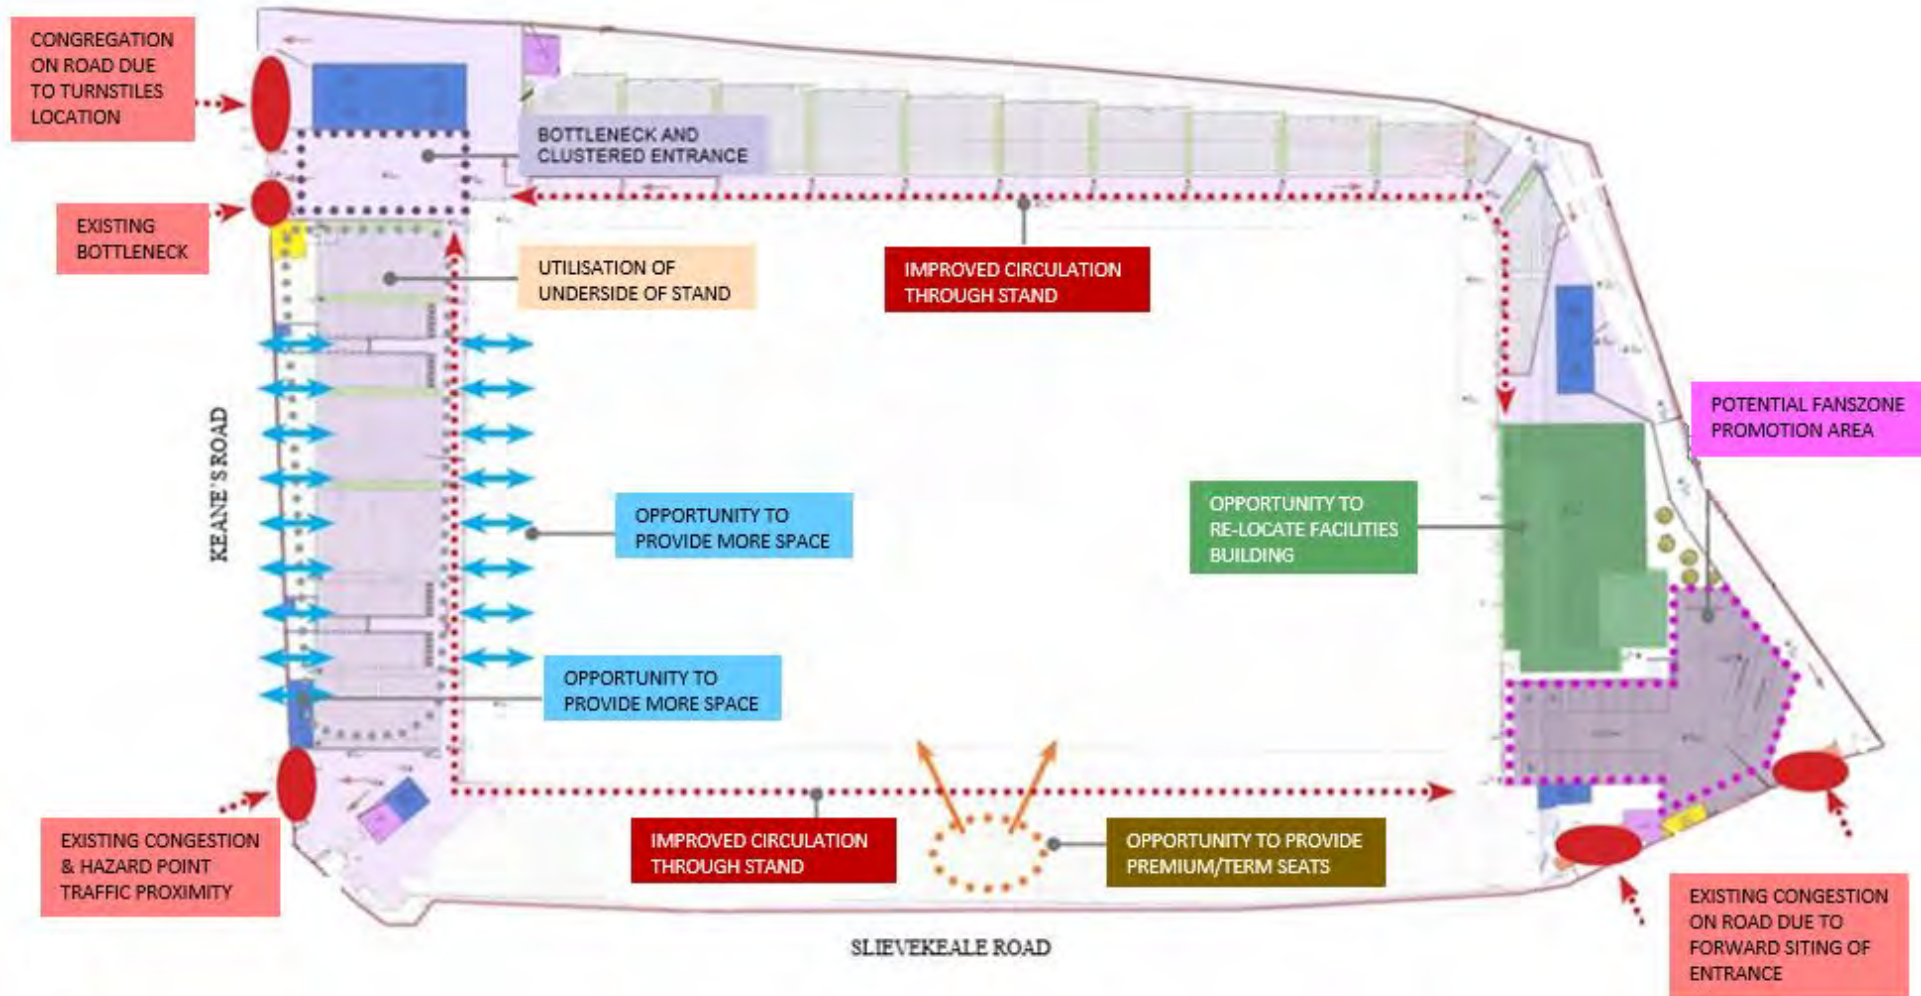 CONGREGATION
ON ROAD DUE
TO TURNSTILES
LOCATION
BOTTLENECK AND
CLUSTERED ENTRANCE
EXISTING
BOTTLENECK
UTILISATION OF
UNDERSIDE OF STAND
IMPROVED CIRCULATION
THROUGH STAND
POTENTIAL FANSZONE
PROMOTION AREA
KEANE'S ROAD
OPPORTUNITY TO
PROVIDE MORE SPACE
OPPORTUNITY TO
RE-LOCATE FACILITIES
BUILDING
OPPORTUNITY TO
PROVIDE MORE SPACE
EXISTING CONGESTION
& HAZARD POINT
TRAFFIC PROXIMITY
IMPROVED CIRCULATION
THROUGH STAND
OPPORTUNITY TO PROVIDE
PREMIUM/TERM SEATS
EXISTING CONGESTION
ON ROAD DUE TO
FORWARD SITING OF
ENTRANCE
SLIEVEKEALE ROAD